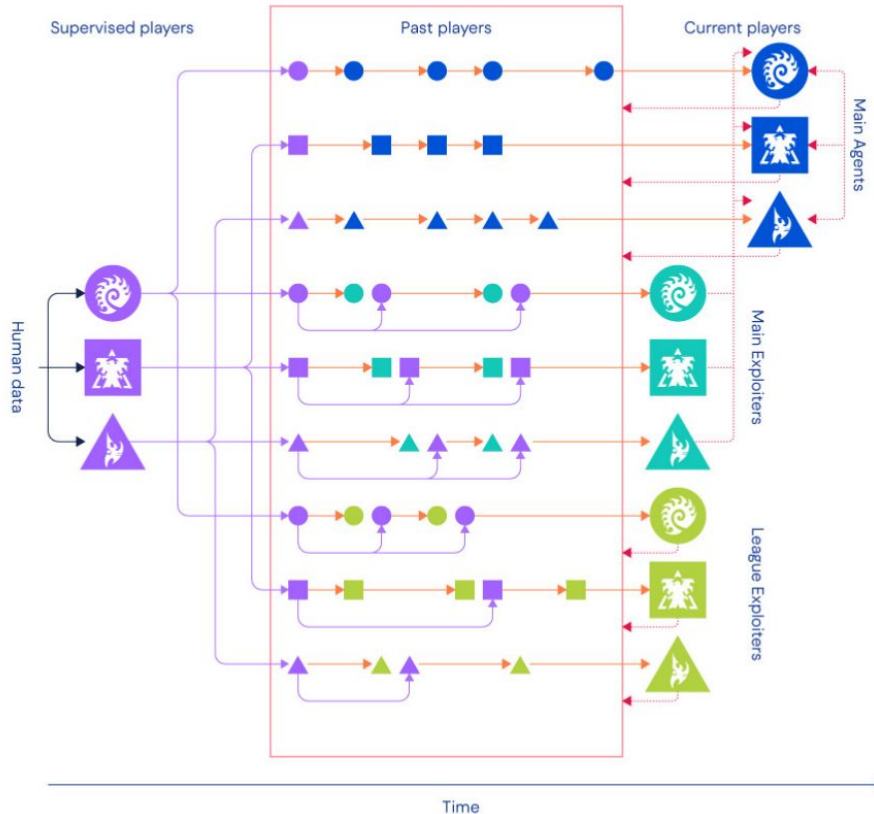 Supervised players
Past players
Current players
Main Agents
Human data
Main Exploiters
League Exploiters
Time